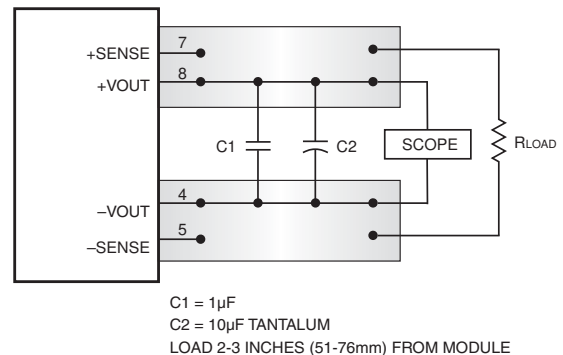 +SENSE 7
+VOUT 8
C1 C2 SCOPE RLOAD
–VOUT 4
–SENSE 5
C1 = 1µF
C2 = 10µF TANTALUM
LOAD 2-3 INCHES (51-76mm) FROM MODULE